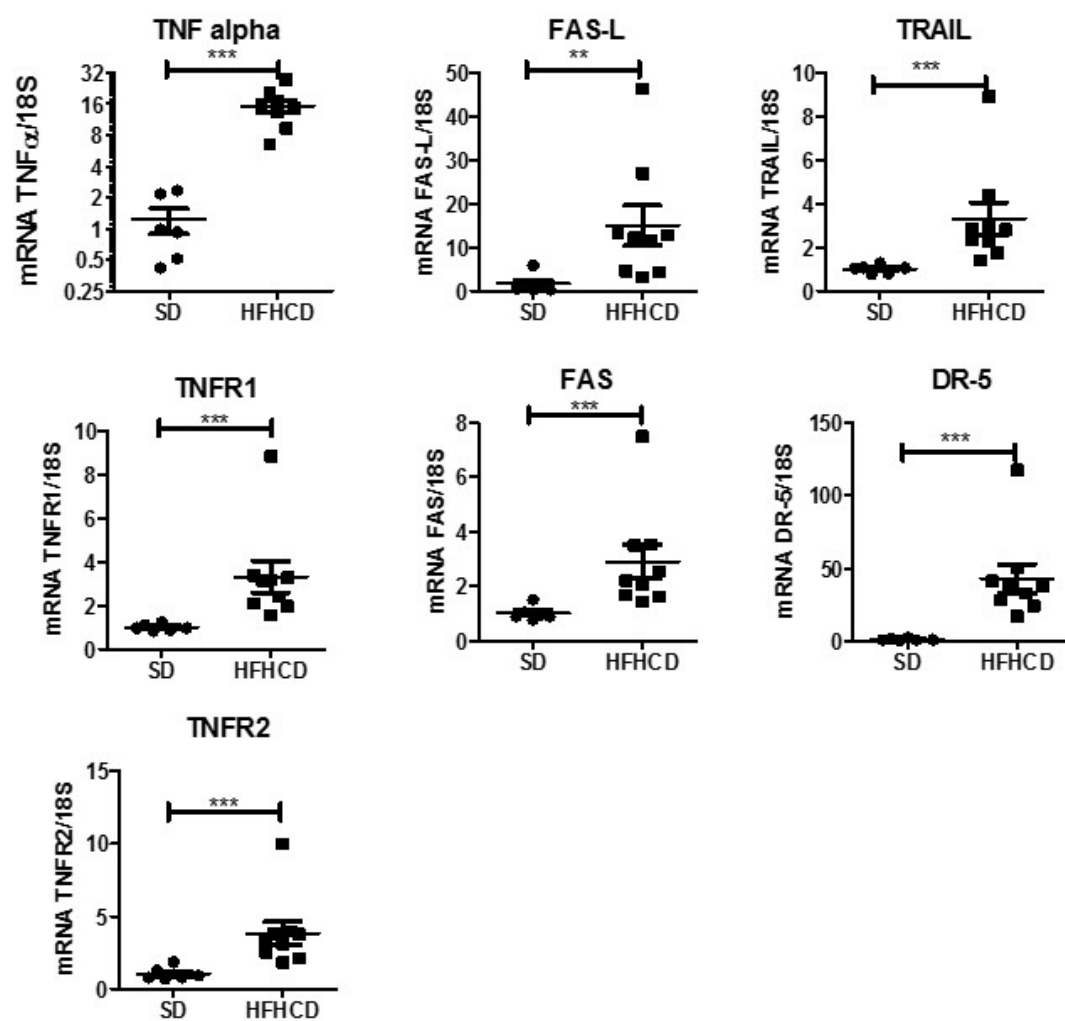 TNF alpha
***
mRNA TNFα/18S
32
16
8
4
2
1
0.5
0.25
SD HFHCD
FAS-L
**
mRNA FAS-L/18S
50
40
30
20
10
0
SD HFHCD
TRAIL
***
mRNA TRAIL/18S
10
8
6
4
2
0
SD HFHCD
TNFR1
***
mRNA TNFR1/18S
10
8
6
4
2
0
SD HFHCD
FAS
***
mRNA FAS/18S
8
6
4
2
0
SD HFHCD
DR-5
***
mRNA DR-5/18S
150
100
50
0
SD HFHCD
TNFR2
***
mRNA TNFR2/18S
15
10
5
0
SD HFHCD